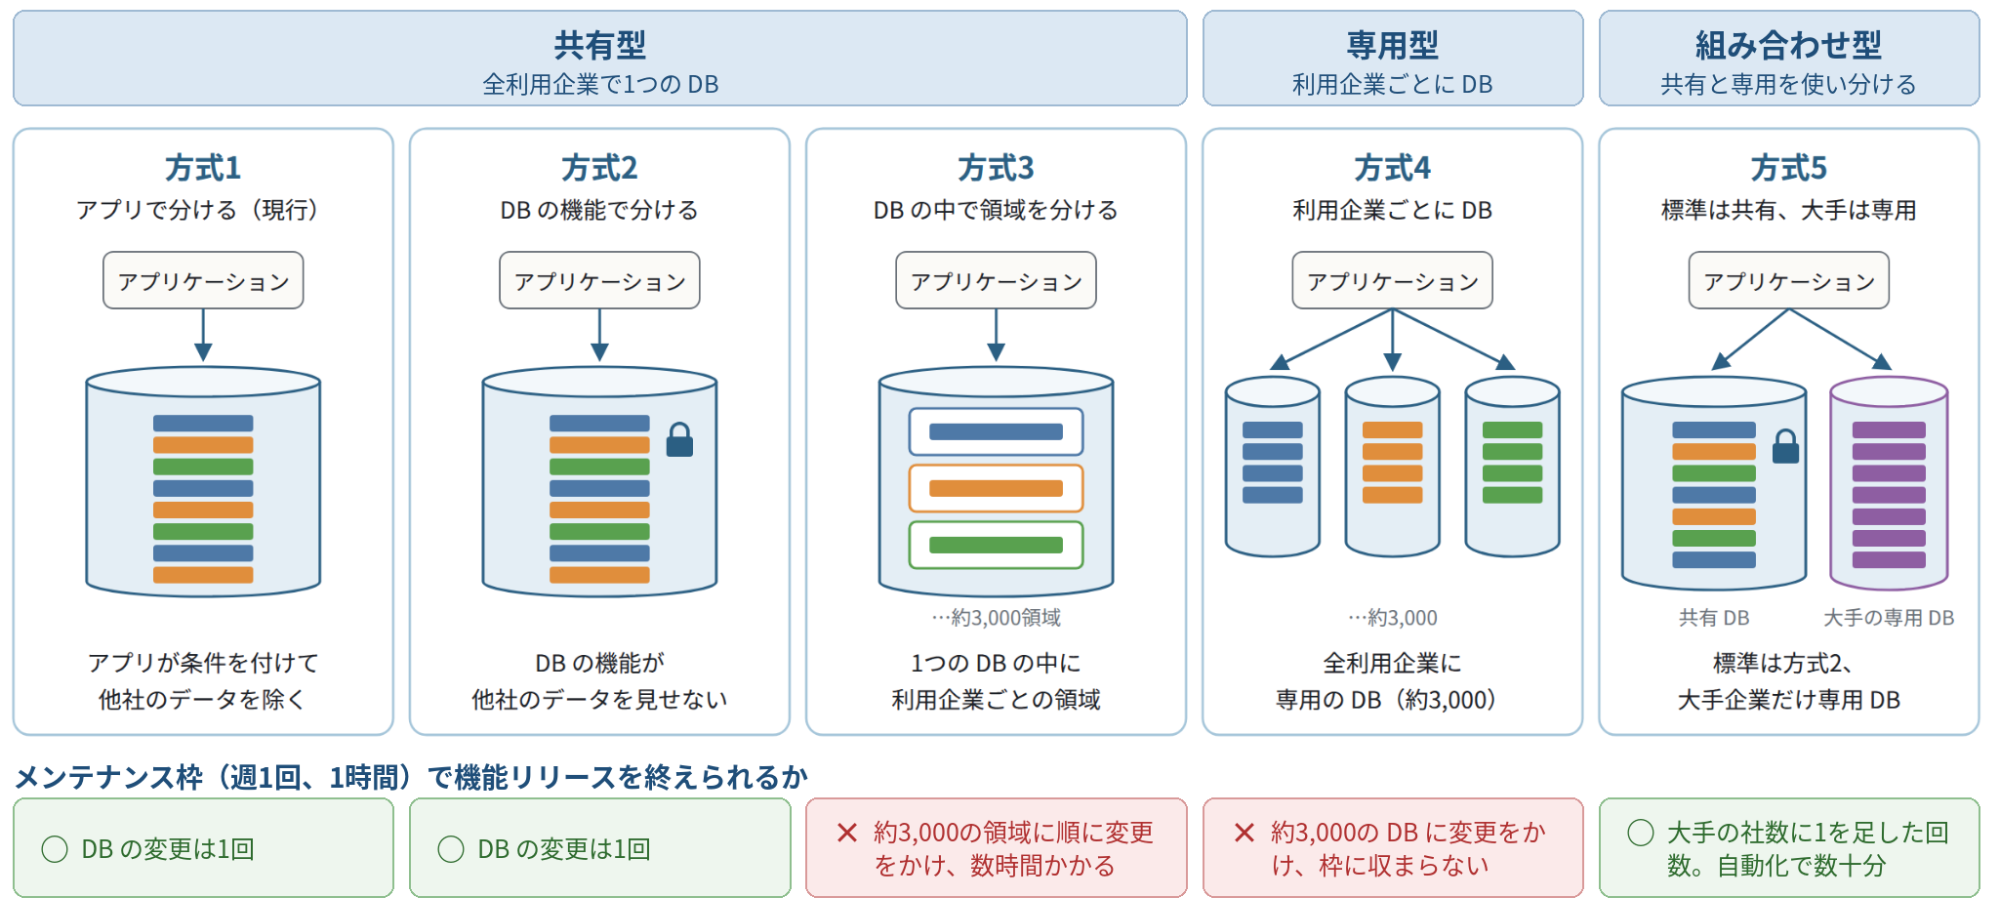 共有型
全利用企業で1つの DB
専用型
利用企業ごとに DB
組み合わせ型
共有と専用を使い分ける
方式1
アプリで分ける（現行）
アプリケーション
アプリが条件を付けて
他社のデータを除く
方式2
DB の機能で分ける
アプリケーション
DB の機能が
他社のデータを見せない
方式3
DB の中で領域を分ける
アプリケーション
…約3,000領域
1つの DB の中に
利用企業ごとの領域
方式4
利用企業ごとに DB
アプリケーション
…約3,000
全利用企業に
専用の DB（約3,000）
方式5
標準は共有、大手は専用
アプリケーション
共有 DB
大手の専用 DB
標準は方式2、
大手企業だけ専用 DB
メンテナンス枠（週1回、1時間）で機能リリースを終えられるか
○ DB の変更は1回
○ DB の変更は1回
× 約3,000の領域に順に変更
をかけ、数時間かかる
× 約3,000の DB に変更をか
け、枠に収まらない
○ 大手の社数に1を足した回
数。自動化で数十分